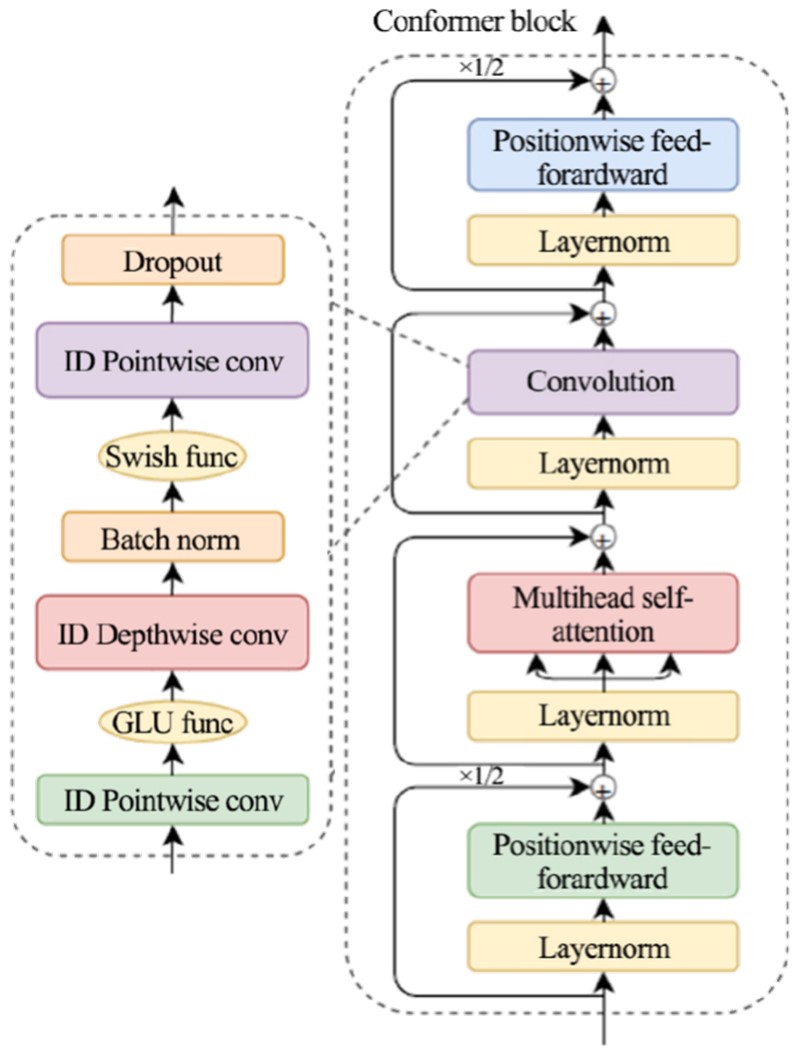 Conformer block
×1/2
Positionwise feed-
forardward
Layernorm
Convolution
Layernorm
Multihead self-
attention
Layernorm
×1/2
Positionwise feed-
forardward
Layernorm
Dropout
ID Pointwise conv
Swish func
Batch norm
ID Depthwise conv
GLU func
ID Pointwise conv